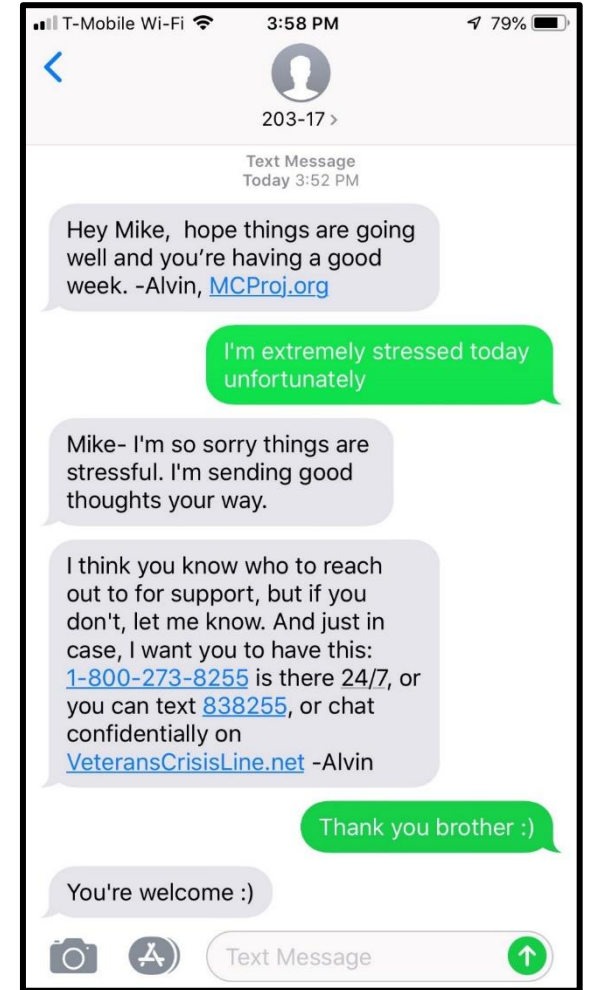 T-Mobile Wi-Fi 3:58 PM 79%
203-17 >
Text Message
Today 3:52 PM
Hey Mike, hope things are going
well and you're having a good
week. -Alvin, MCProj.org
I'm extremely stressed today
unfortunately
Mike- I'm so sorry things are
stressful. I'm sending good
thoughts your way.
I think you know who to reach
out to for support, but if you
don't, let me know. And just in
case, I want you to have this:
1-800-273-8255 is there 24/7, or
you can text 838255, or chat
confidentially on
VeteransCrisisLine.net -Alvin
Thank you brother :)
You're welcome :)
Text Message